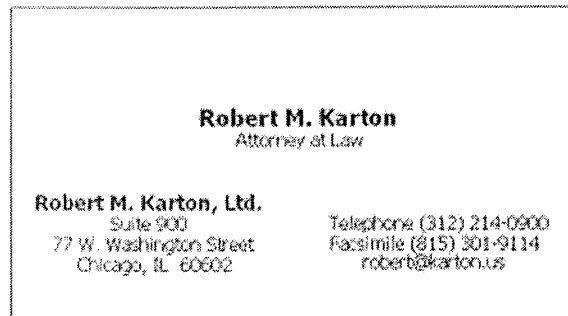 Robert M. Karton
Attorney at Law
Robert M. Karton, Ltd.
Suite 900
77 W. Washington Street
Chicago, IL 60602
Telephone (312) 214-0900
Facsimile (815) 301-9114
robert@karton.us